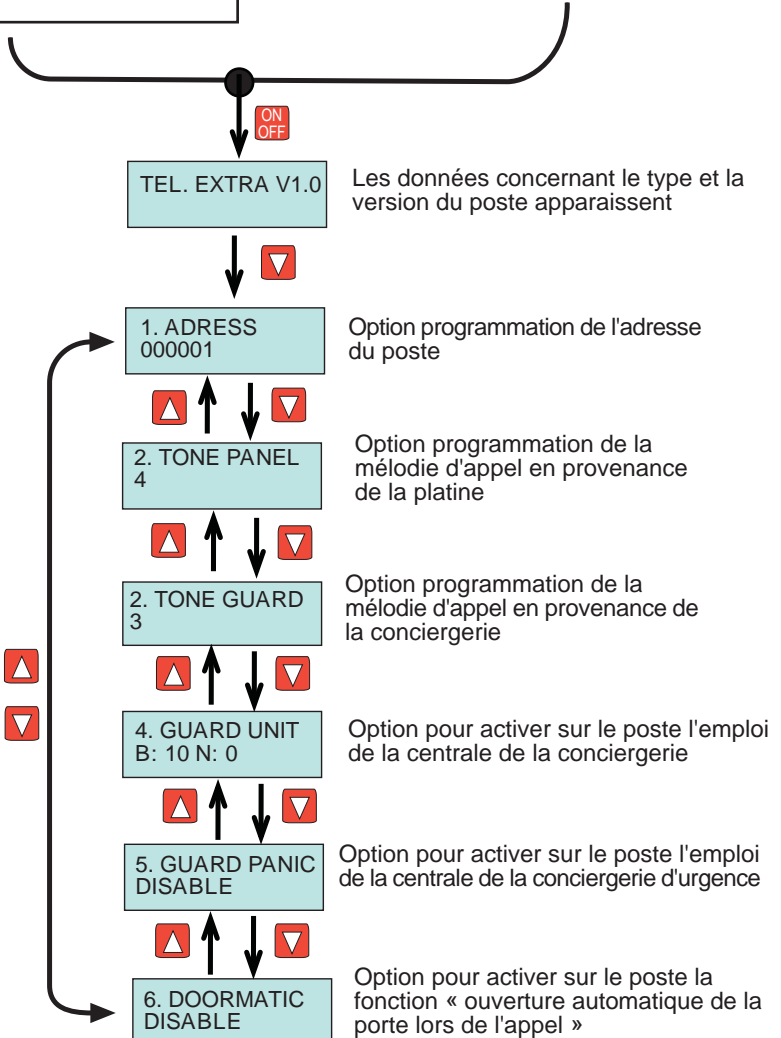 ON
OFF
TEL. EXTRA V1.0
Les données concernant le type et la
version du poste apparaissent
1. ADRESS
000001
Option programmation de l'adresse
du poste
2. TONE PANEL
4
Option programmation de la
mélodie d'appel en provenance
de la platine
2. TONE GUARD
3
Option programmation de la
mélodie d'appel en provenance de
la conciergerie
4. GUARD UNIT
B: 10 N: 0
Option pour activer sur le poste l'emploi
de la centrale de la conciergerie
5. GUARD PANIC
DISABLE
Option pour activer sur le poste l'emploi
de la centrale de la conciergerie d'urgence
6. DOORMATIC
DISABLE
Option pour activer sur le poste la
fonction « ouverture automatique de la
porte lors de l'appel »